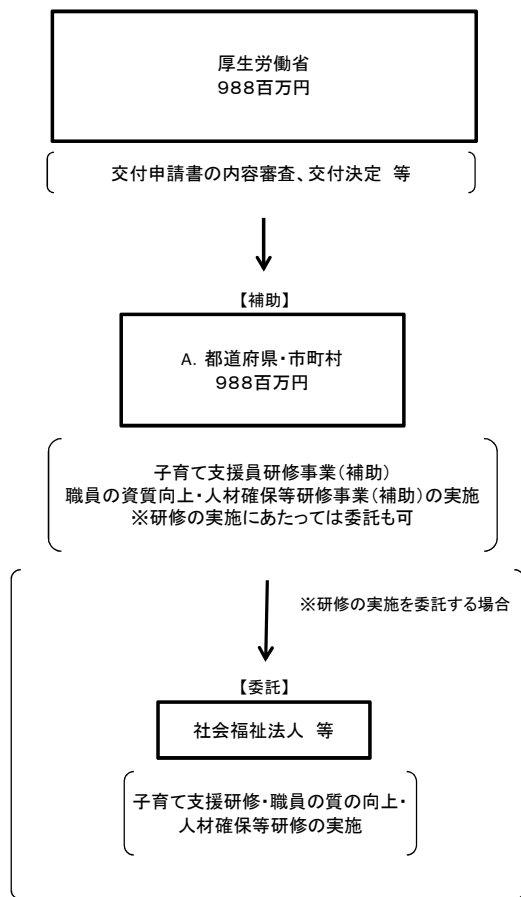 厚生労働省
988百万円
交付申請書の内容審査、交付決定 等
【補助】
A. 都道府県・市町村
988百万円
子育て支援員研修事業(補助)
職員の資質向上・人材確保等研修事業(補助)の実施
※研修の実施にあたっては委託も可
※研修の実施を委託する場合
【委託】
社会福祉法人 等
子育て支援研修・職員の質の向上・
人材確保等研修の実施